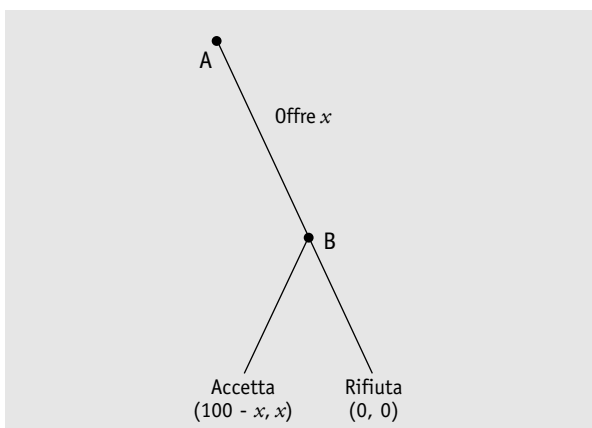 A
Offre x
B
Accetta Rifiuta
(100 - x, x) (0, 0)